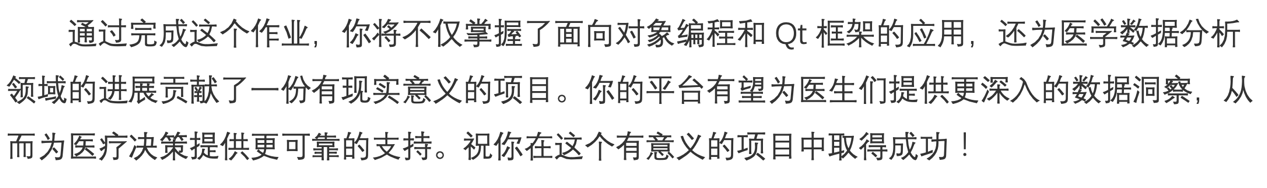 通过完成这个作业，你将不仅掌握了面向对象编程和 Qt 框架的应用，还为医学数据分析
领域的进展贡献了一份有现实意义的项目。你的平台有望为医生们提供更深入的数据洞察，从
而为医疗决策提供更可靠的支持。祝你在这个有意义的项目中取得成功！